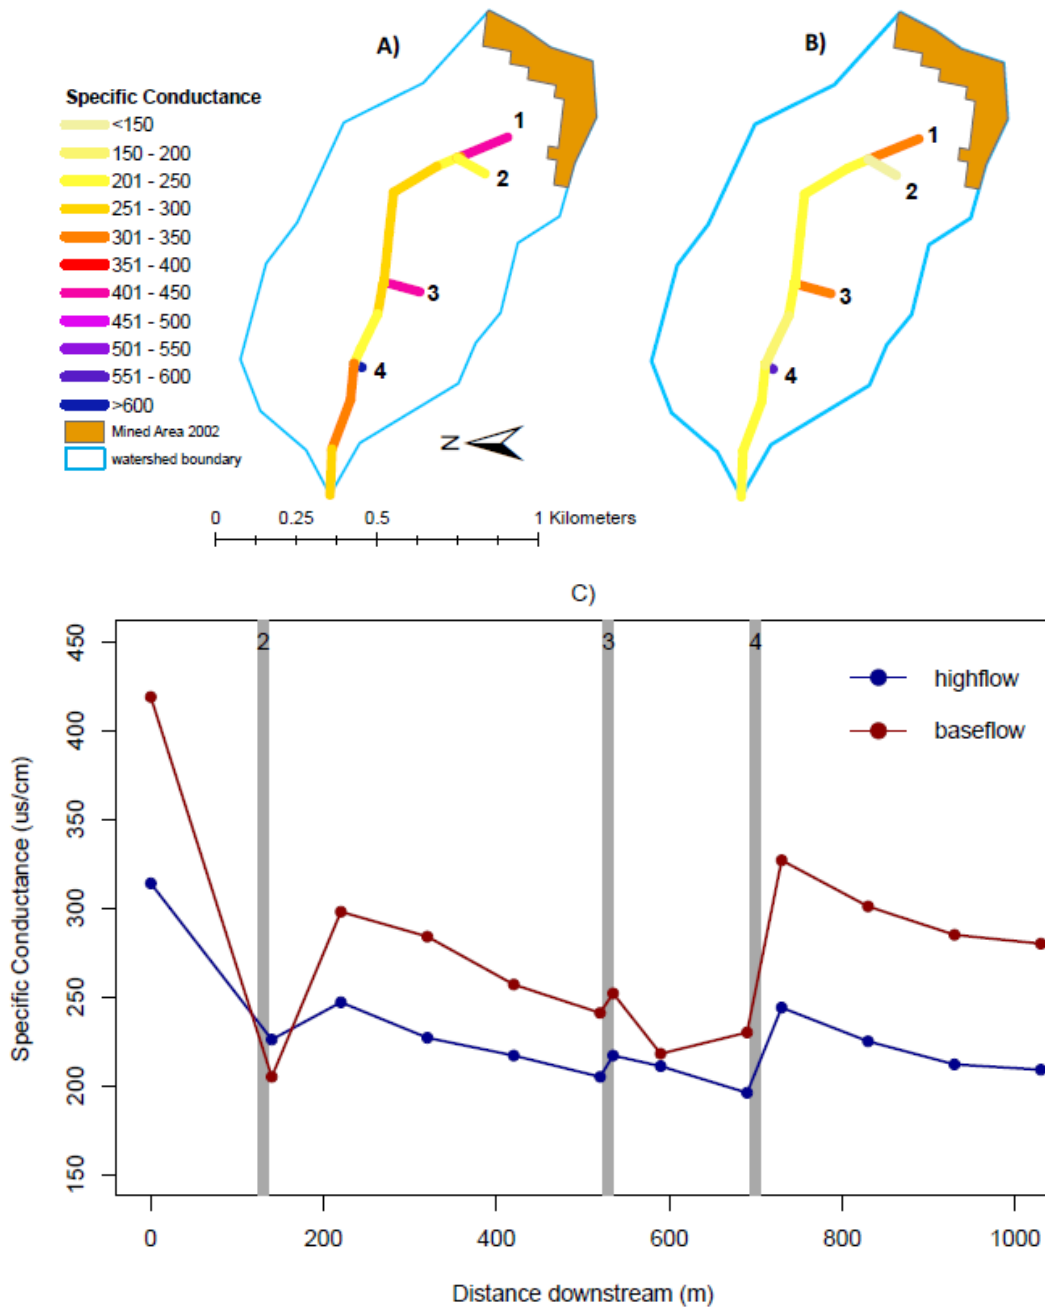 A)
B)
Specific Conductance
<150
150 - 200
201 - 250
251 - 300
301 - 350
351 - 400
401 - 450
451 - 500
501 - 550
551 - 600
>600
Mined Area 2002
watershed boundary
1
2
3
4
1
2
3
4
N
0 0.25 0.5 1 Kilometers
C)
2 3 4
highflow
baseflow
Specific Conductance (us/cm)
450
400
350
300
250
200
150
0 200 400 600 800 1000
Distance downstream (m)